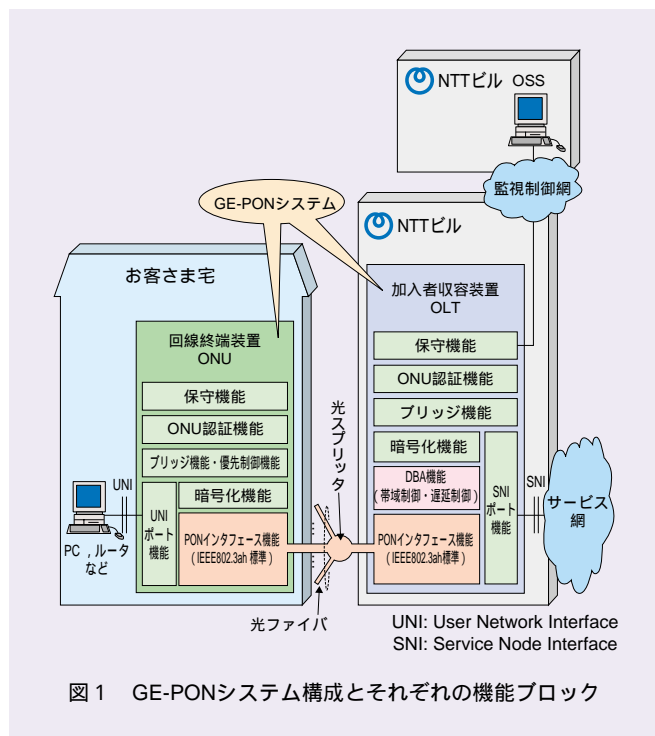 NTTビル OSS
監視制御網
GE-PONシステム
NTTビル
お客さま宅
加入者収容装置
OLT
保守機能
ONU認証機能
ブリッジ機能
暗号化機能
DBA機能
(帯域制御・遅延制御)
PONインタフェース機能
(IEEE802.3ah 標準)
SNI
ポート
機能
SNI
サービス
網
回線終端装置
ONU
保守機能
ONU認証機能
ブリッジ機能・優先制御機能
暗号化機能
UNI
ポート
機能
PONインタフェース機能
(IEEE802.3ah 標準)
UNI
PC,ルータ
など
光スプリッタ
光ファイバ
UNI: User Network Interface
SNI: Service Node Interface
図1 GE-PONシステム構成とそれぞれの機能ブロック